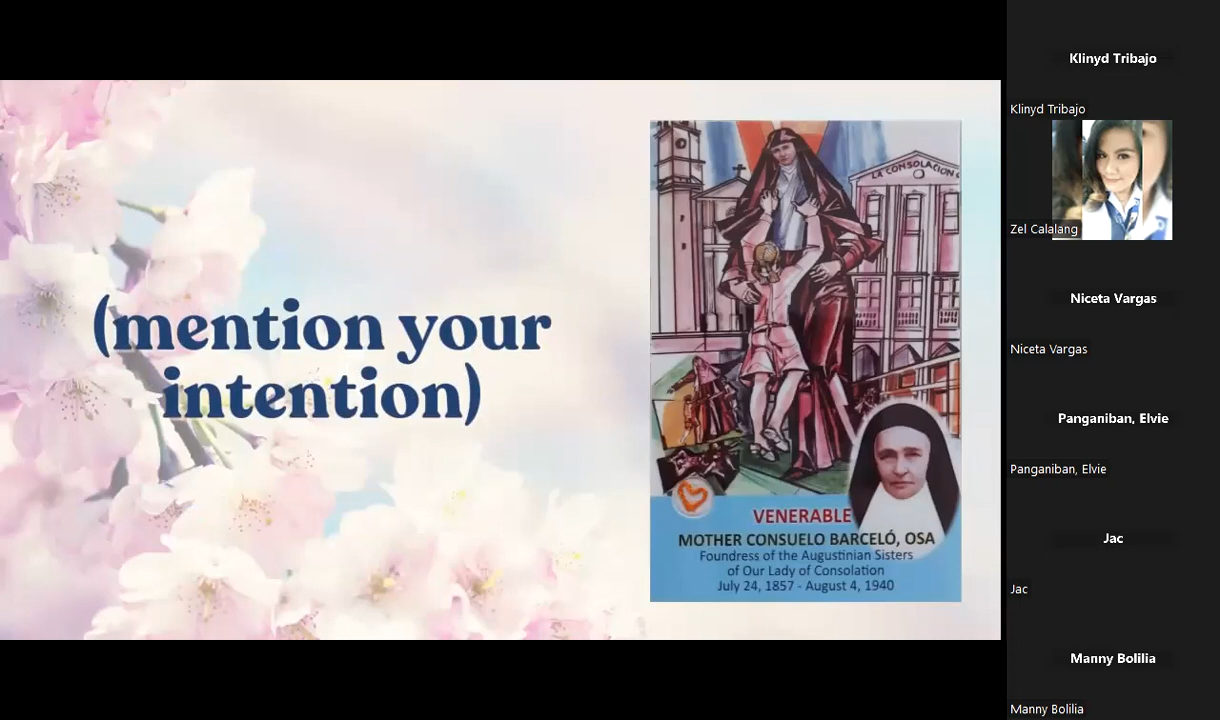 (mention your
intention)
LA CONSOLACION
VENERABLE
MOTHER CONSUELO BARCELÓ, OSA
Foundress of the Augustinian Sisters
of Our Lady of Consolation
July 24, 1857 - August 4, 1940
Klinyd Tribajo
Klinyd Tribajo
Zel Calalang
Niceta Vargas
Niceta Vargas
Panganiban, Elvie
Panganiban, Elvie
Jac
Jac
Manny Bolilia
Manny Bolilia